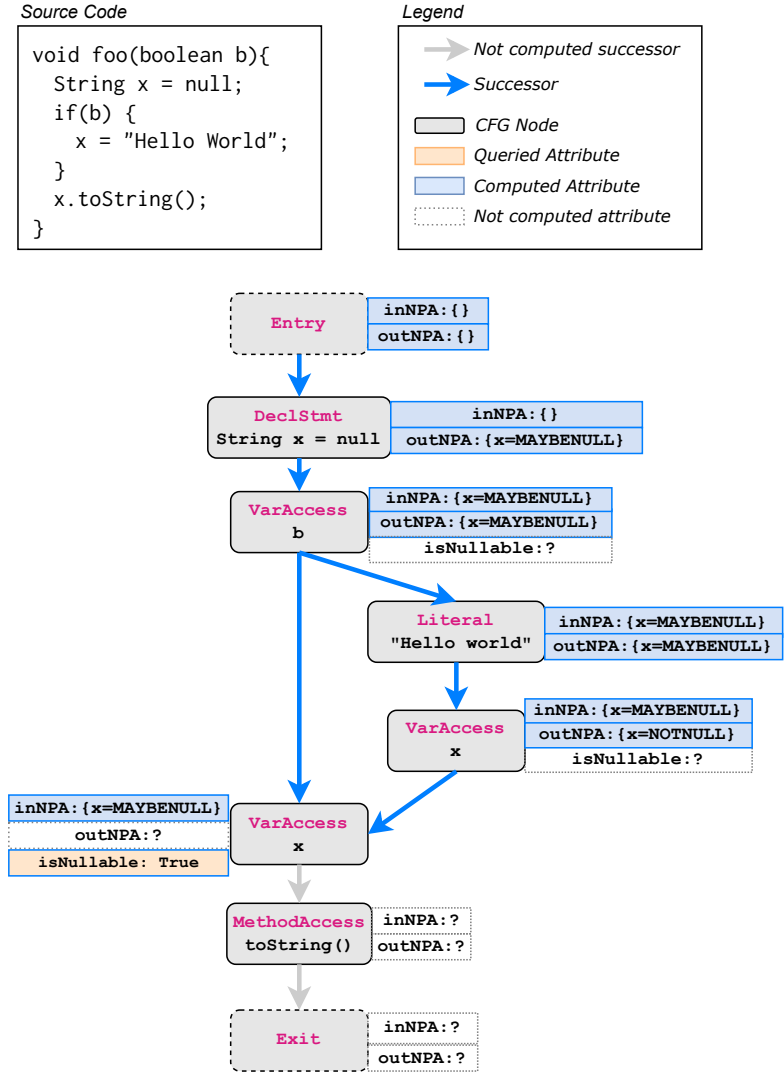 Source Code
void foo(boolean b){
  String x = null;
  if(b) {
    x = "Hello World";
  }
  x.toString();
}
Legend
Not computed successor
Successor
CFG Node
Queried Attribute
Computed Attribute
Not computed attribute
Entry
inNPA:{}
outNPA:{}
DeclStmt
String x = null
inNPA:{}
outNPA:{x=MAYBENULL}
VarAccess
b
inNPA:{x=MAYBENULL}
outNPA:{x=MAYBENULL}
isNullable:?
Literal
"Hello world"
inNPA:{x=MAYBENULL}
outNPA:{x=MAYBENULL}
VarAccess
x
inNPA:{x=MAYBENULL}
outNPA:{x=NOTNULL}
isNullable:?
inNPA:{x=MAYBENULL}
outNPA:?
isNullable: True
VarAccess
x
MethodAccess
toString()
inNPA:?
outNPA:?
Exit
inNPA:?
outNPA:?